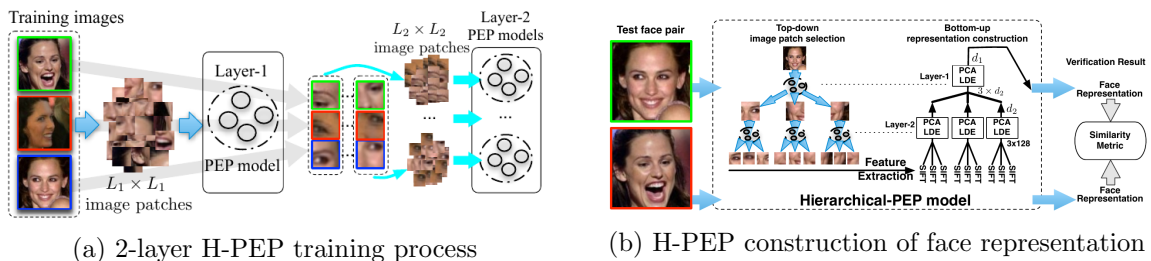 Training images
L₁ × L₁
image patches
Layer-1
PEP model
L₂ × L₂
image patches
Layer-2
PEP models
...
...
...
(a) 2-layer H-PEP training process
Test face pair
Top-down
image patch selection
Bottom-up
representation construction
d₁
Layer-1
PCA
LDE
3 × d₂
d₂
Layer-2
PCA
LDE
PCA
LDE
PCA
LDE
3x128
SIFT
SIFT
SIFT
SIFT
SIFT
SIFT
SIFT
SIFT
SIFT
Feature
Extraction
Hierarchical-PEP model
Verification Result
Face
Representation
Similarity
Metric
Face
Representation
(b) H-PEP construction of face representation